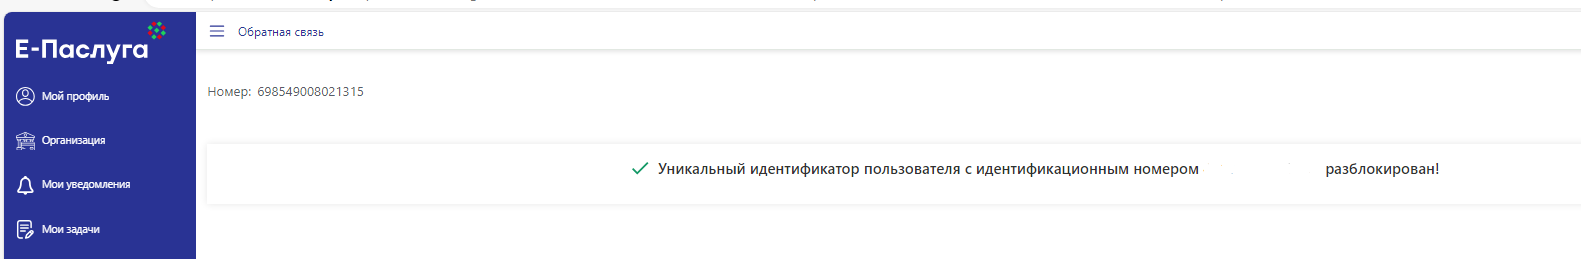 Е-Паслуга
Обратная связь
Мой профиль
Номер: 698549008021315
Организация
Уникальный идентификатор пользователя с идентификационным номером разблокирован!
Мои уведомления
Мои задачи